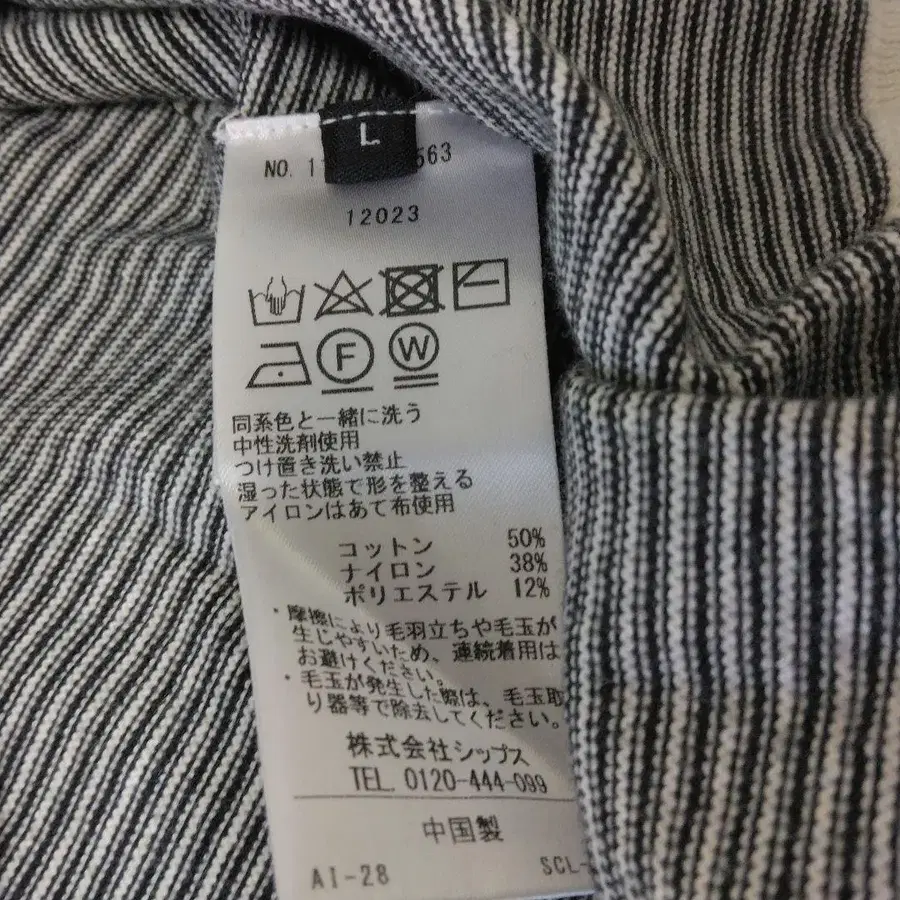 L
NO. 11 563
12023
F
W
同系色と一緒に洗う
中性洗剤使用
つけ置き洗い禁止
湿った状態で形を整える
アイロンはあて布使用
コットン 50%
ナイロン 38%
ポリエステル 12%
・摩擦により毛羽立ちや毛玉が
生じやすいため、連続着用は
お避けください。
・毛玉が発生した際は、毛玉取
り器等で除去してください。
株式会社シップス
TEL. 0120-444-099
中国製
AI-28 SCL-